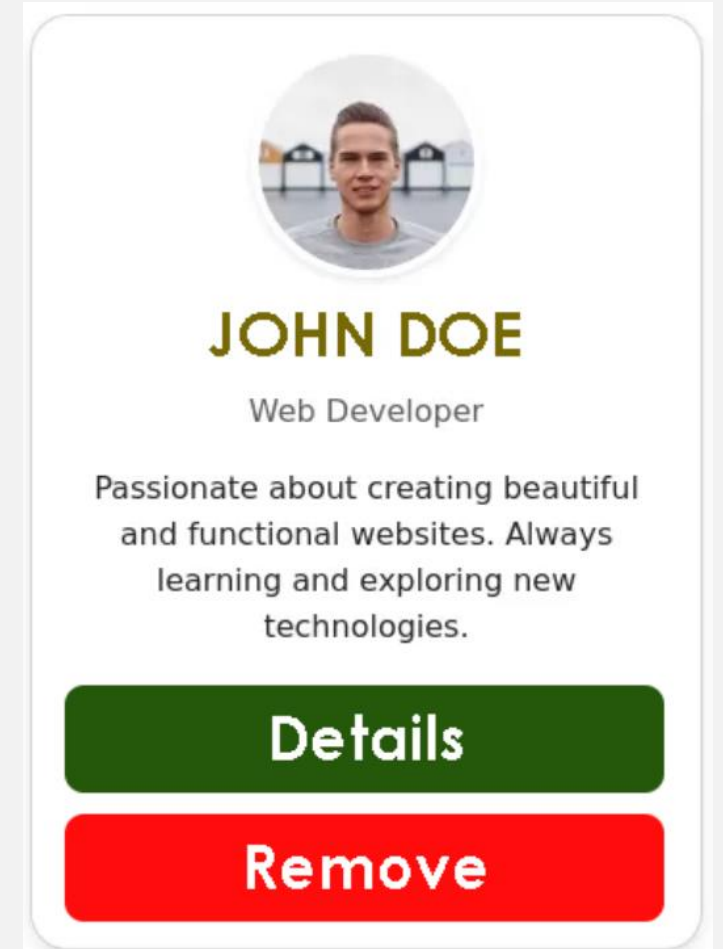 JOHN DOE
Web Developer
Passionate about creating beautiful
and functional websites. Always
learning and exploring new
technologies.
Details
Remove